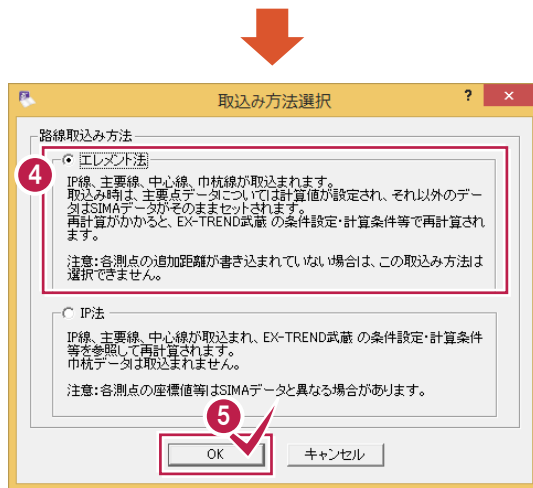 取込み方法選択
?
×
路線取込み方法
4
エレメント法
IP線、主要線、中心線、巾杭線が取込まれます。
取込み時は、主要点データについては計算値が設定され、それ以外のデー
タはSIMAデータがそのままセットされます。
再計算がかかると、EX-TREND武蔵 の条件設定・計算条件等で再計算され
ます。
注意：各測点の追加距離が書き込まれていない場合は、この取込み方法は
選択できません。
IP法
IP線、主要線、中心線が取込まれ、EX-TREND武蔵 の条件設定・計算条件
等を参照して再計算されます。
巾杭データは取込まれません。
注意：各測点の座標値等はSIMAデータと異なる場合があります。
5
OK
キャンセル